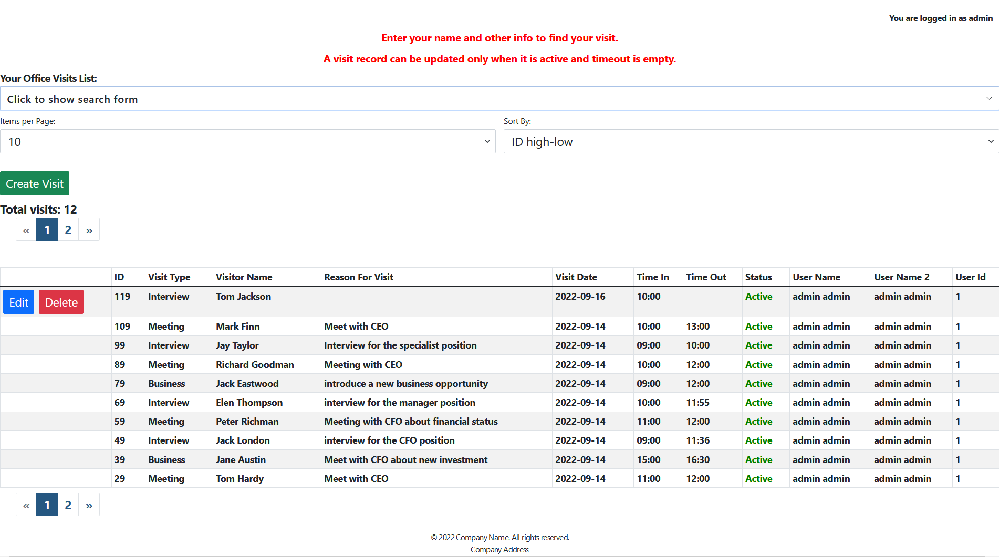 You are logged in as admin
Enter your name and other info to find your visit.
A visit record can be updated only when it is active and timeout is empty.
Your Office Visits List:
Click to show search form
Items per Page: Sort By:
10 ID high-low
Create Visit
Total visits: 12
« 1 2 »
ID Visit Type Visitor Name Reason For Visit Visit Date Time In Time Out Status User Name User Name 2 User Id
Edit Delete 119 Interview Tom Jackson 2022-09-16 10:00 Active admin admin admin admin 1
109 Meeting Mark Finn Meet with CEO 2022-09-14 10:00 13:00 Active admin admin admin admin 1
99 Interview Jay Taylor Interview for the specialist position 2022-09-14 09:00 10:00 Active admin admin admin admin 1
89 Meeting Richard Goodman Meeting with CEO 2022-09-14 10:00 12:00 Active admin admin admin admin 1
79 Business Jack Eastwood introduce a new business opportunity 2022-09-14 09:00 12:00 Active admin admin admin admin 1
69 Interview Elen Thompson interview for the manager position 2022-09-14 10:00 11:55 Active admin admin admin admin 1
59 Meeting Peter Richman Meeting with CFO about financial status 2022-09-14 11:00 12:00 Active admin admin admin admin 1
49 Interview Jack London interview for the CFO position 2022-09-14 09:00 11:36 Active admin admin admin admin 1
39 Business Jane Austin Meet with CFO about new investment 2022-09-14 15:00 16:30 Active admin admin admin admin 1
29 Meeting Tom Hardy Meet with CEO 2022-09-14 11:00 12:00 Active admin admin admin admin 1
« 1 2 »
© 2022 Company Name. All rights reserved.
Company Address